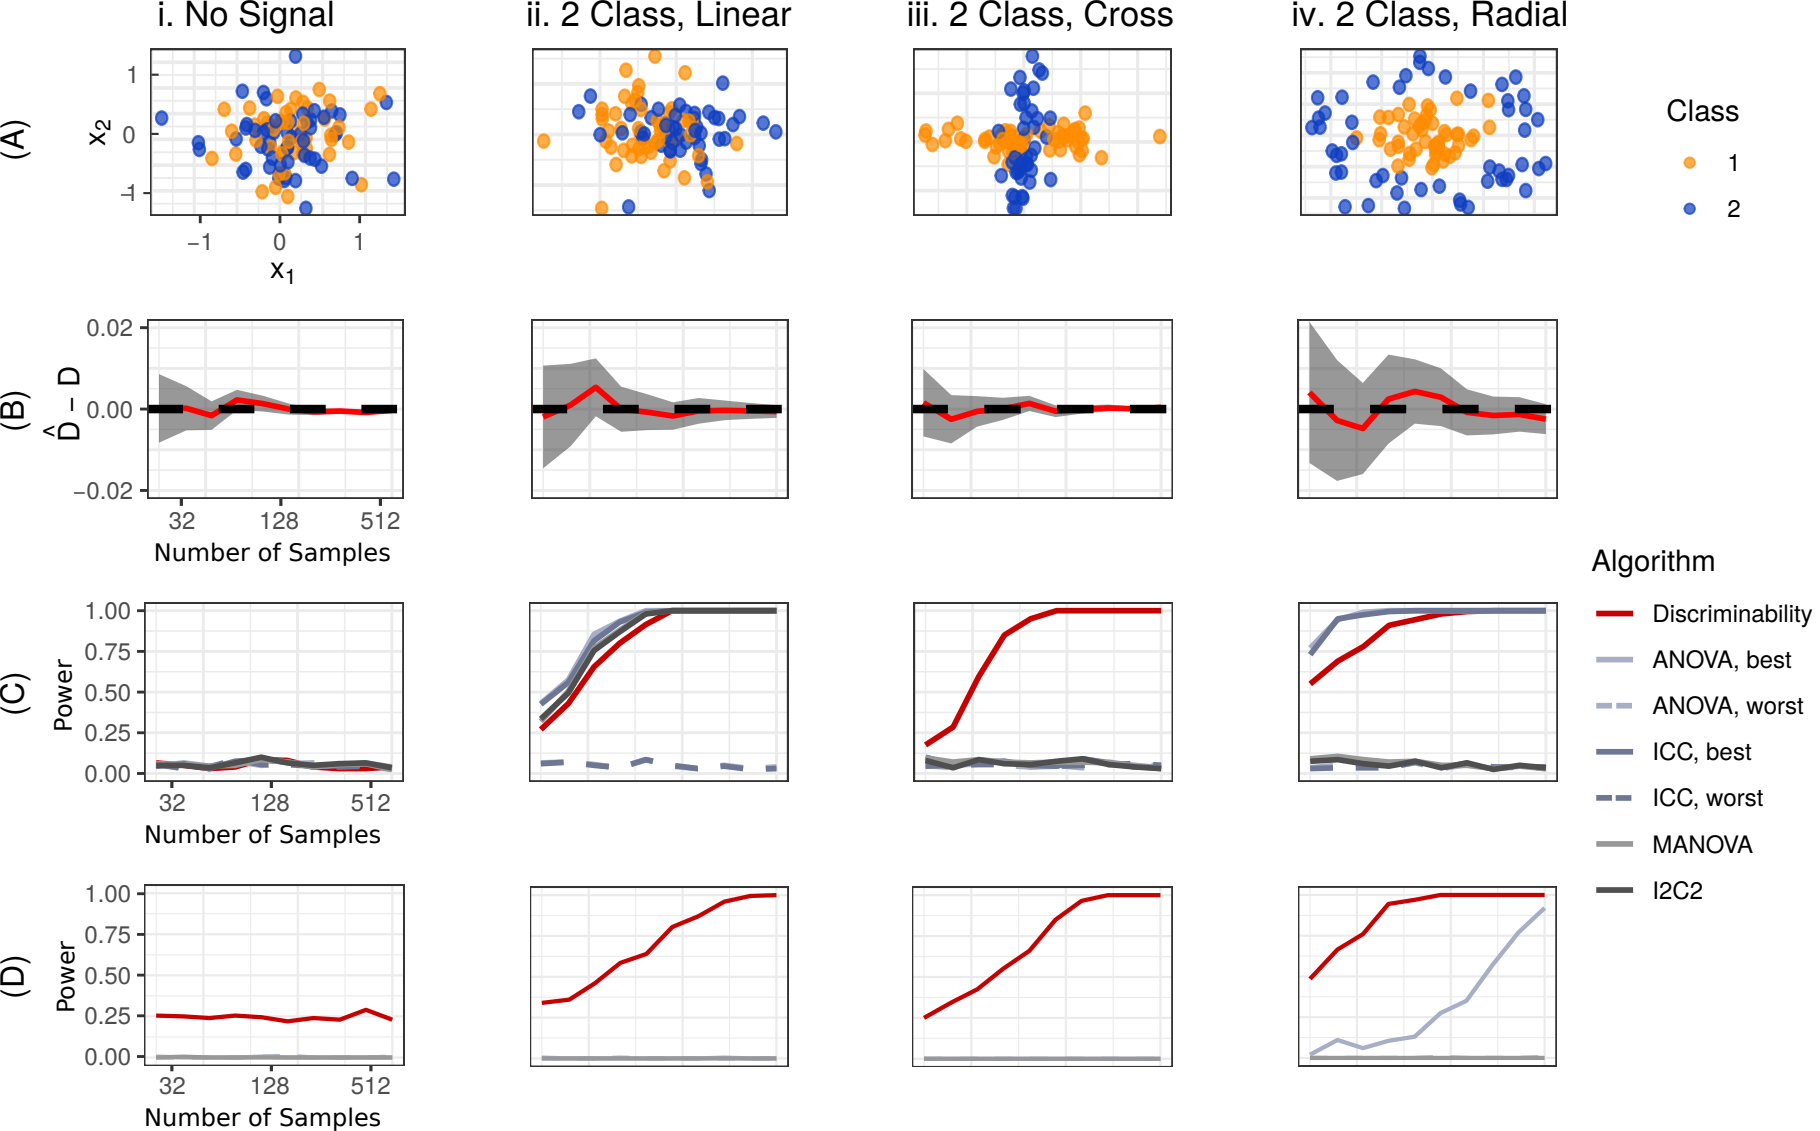 i. No Signal
ii. 2 Class, Linear
iii. 2 Class, Cross
iv. 2 Class, Radial
(A)
x2
1
0
−1
−1 0 1
x1
Class
1
2
(B)
D̂ − D
0.02
0.00
−0.02
32 128 512
Number of Samples
(C)
Power
1.00
0.75
0.50
0.25
0.00
32 128 512
Number of Samples
Algorithm
Discriminability
ANOVA, best
ANOVA, worst
ICC, best
ICC, worst
MANOVA
I2C2
(D)
Power
1.00
0.75
0.50
0.25
0.00
32 128 512
Number of Samples